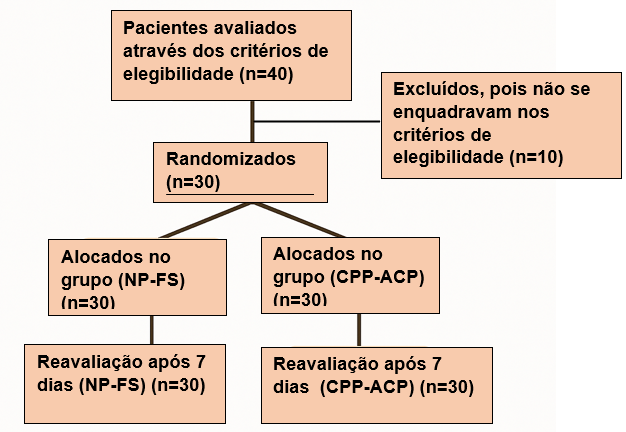 Pacientes avaliados
através dos critérios de
elegibilidade (n=40)
Excluídos, pois não se
enquadravam nos
critérios de
elegibilidade (n=10)
Randomizados
(n=30)
Alocados no
grupo (NP-FS)
(n=30)
Alocados no
grupo (CPP-ACP)
(n=30)
Reavaliação após 7
dias (NP-FS) (n=30)
Reavaliação após 7
dias (CPP-ACP) (n=30)